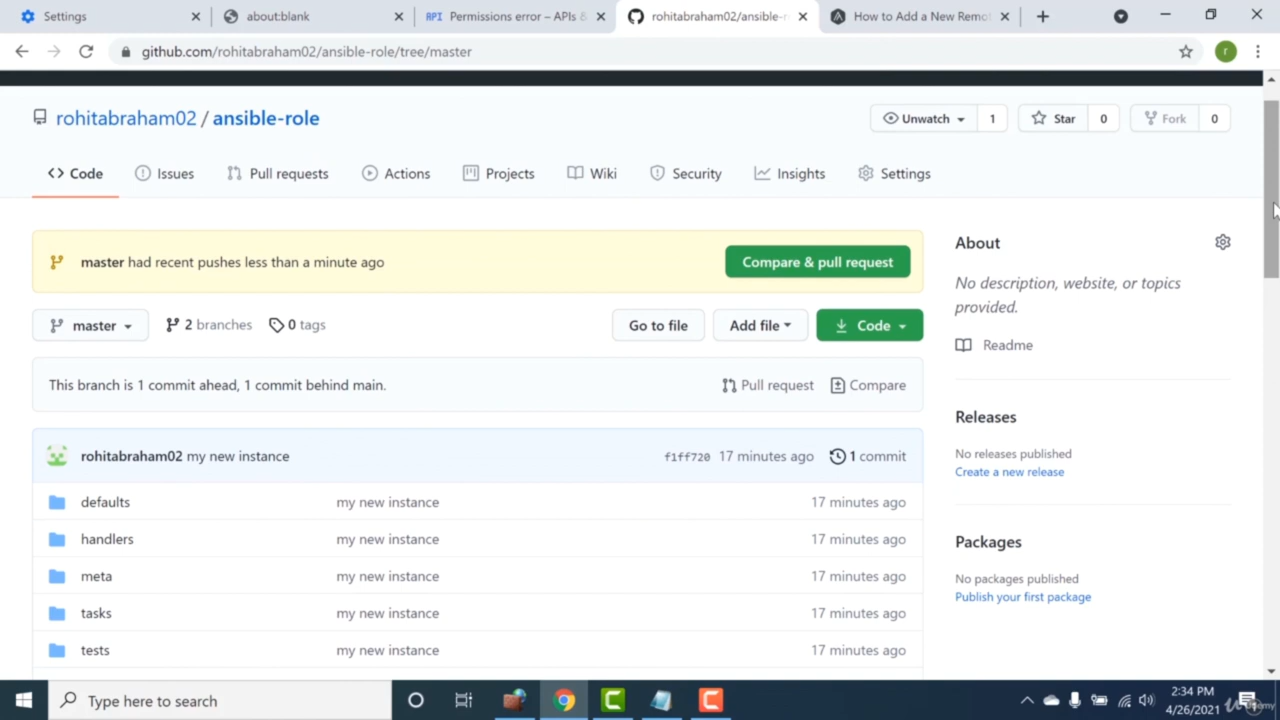 Settings
about:blank
API Permissions error – APIs &
rohitabraham02/ansible-r
How to Add a New Remo
github.com/rohitabraham02/ansible-role/tree/master
r
rohitabraham02 / ansible-role
Unwatch 1
Star 0
Fork 0
Code
Issues
Pull requests
Actions
Projects
Wiki
Security
Insights
Settings
master had recent pushes less than a minute ago
Compare & pull request
master
2 branches
0 tags
Go to file
Add file
Code
This branch is 1 commit ahead, 1 commit behind main.
Pull request
Compare
rohitabraham02 my new instance
f1ff720 17 minutes ago
1 commit
defaults my new instance 17 minutes ago
handlers my new instance 17 minutes ago
meta my new instance 17 minutes ago
tasks my new instance 17 minutes ago
tests my new instance 17 minutes ago
About
No description, website, or topics
provided.
Readme
Releases
No releases published
Create a new release
Packages
No packages published
Publish your first package
Type here to search
2:34 PM
4/26/2021
Udemy